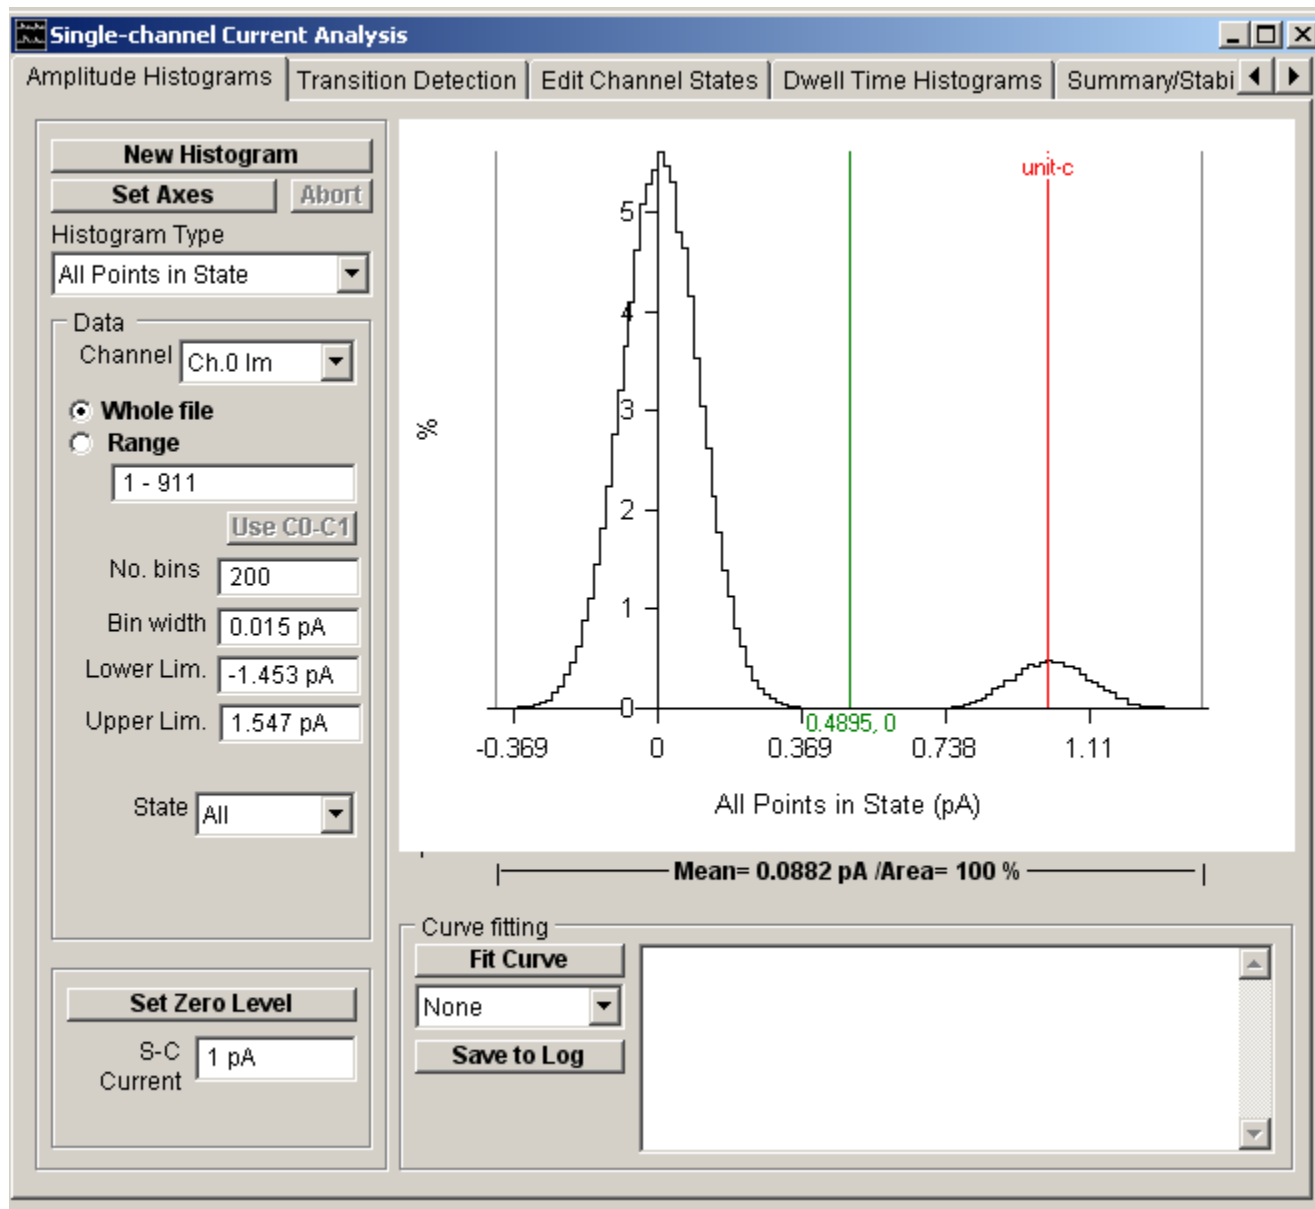 Single-channel Current Analysis
Amplitude Histograms Transition Detection Edit Channel States Dwell Time Histograms Summary/Stabi
New Histogram
Set Axes Abort
Histogram Type
All Points in State
Data
Channel Ch.0 Im
Whole file
Range
1 - 911
Use C0-C1
No. bins 200
Bin width 0.015 pA
Lower Lim. -1.453 pA
Upper Lim. 1.547 pA
State All
Set Zero Level
S-C Current 1 pA
unit-c
5
4
3
%
2
1
0
0.4895, 0
-0.369 0 0.369 0.738 1.11
All Points in State (pA)
Mean= 0.0882 pA /Area= 100 %
Curve fitting
Fit Curve
None
Save to Log